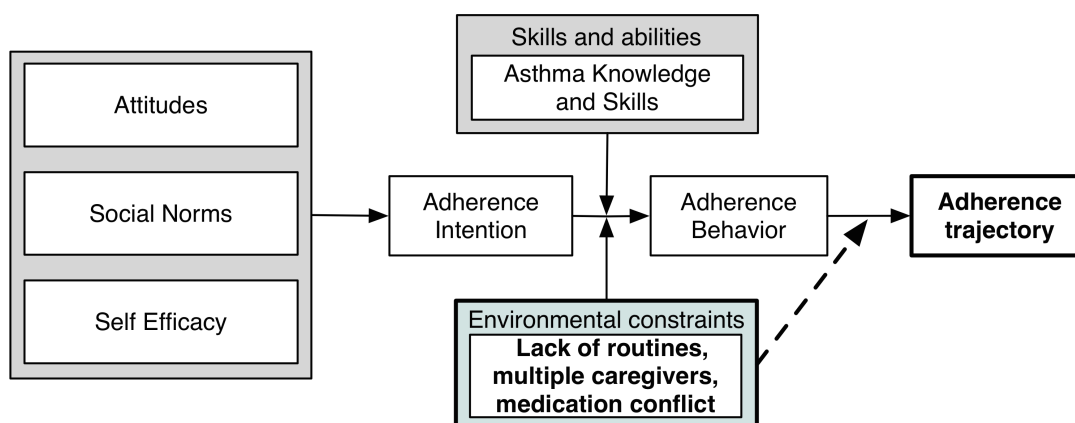 Attitudes
Social Norms
Self Efficacy
Skills and abilities
Asthma Knowledge
and Skills
Adherence
Intention
Adherence
Behavior
Adherence
trajectory
Environmental constraints
Lack of routines,
multiple caregivers,
medication conflict